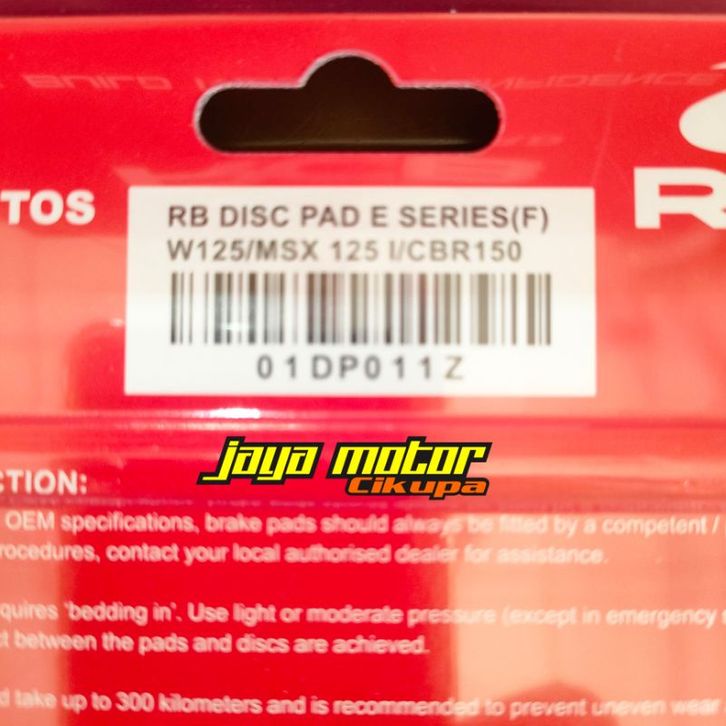 TOS
RB DISC PAD E SERIES(F)
W125/MSX 125 I/CBR150
01DP011Z
jaya motor
Cikupa
CTION:
OEM specifications, brake pads should always be fitted by a competent /
rocedures, contact your local authorised dealer for assistance.
quires 'bedding in'. Use light or moderate pressure (except in emergency
t between the pads and discs are achieved.
d take up to 300 kilometers and is recommended to prevent uneven wear